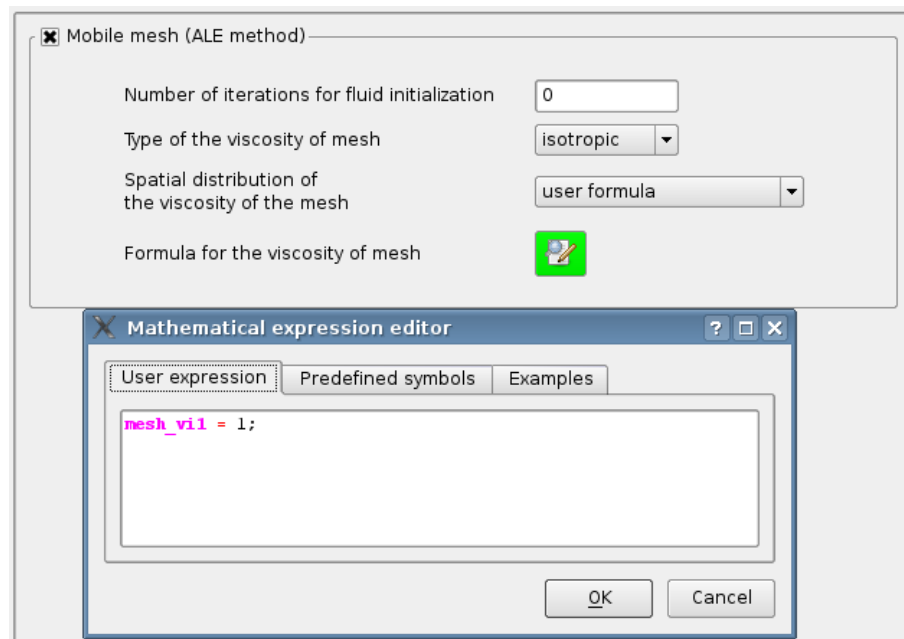 Mobile mesh (ALE method)
Number of iterations for fluid initialization
0
Type of the viscosity of mesh
isotropic
Spatial distribution of
the viscosity of the mesh
user formula
Formula for the viscosity of mesh
Mathematical expression editor
?
User expression
Predefined symbols
Examples
mesh_vi1 = 1;
OK
Cancel